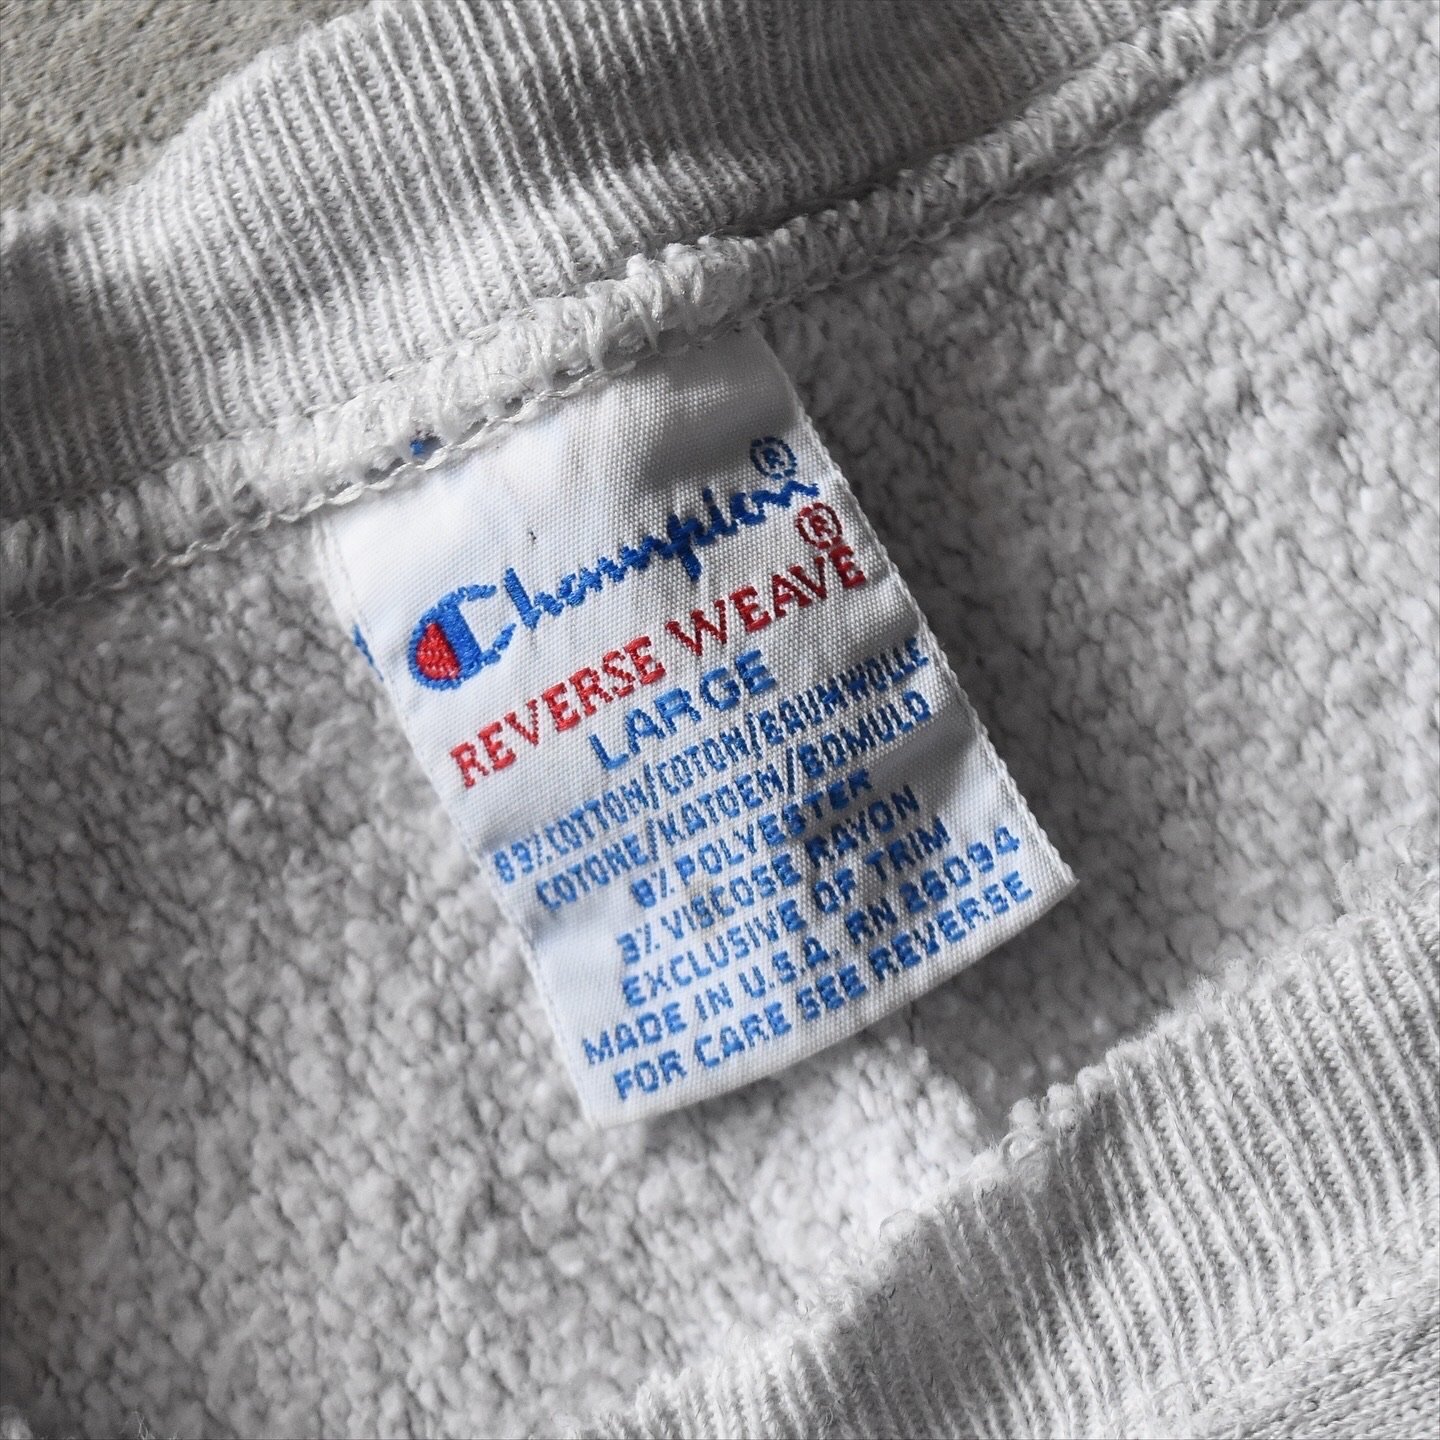 Champion®
REVERSE WEAVE®
LARGE
89% COTTON/COTON/BAUMWOLLE
COTONE/KATOEN/BOMULD
8% POLYESTER
3% VISCOSE RAYON
EXCLUSIVE OF TRIM
MADE IN U.S.A. RN 26094
FOR CARE SEE REVERSE